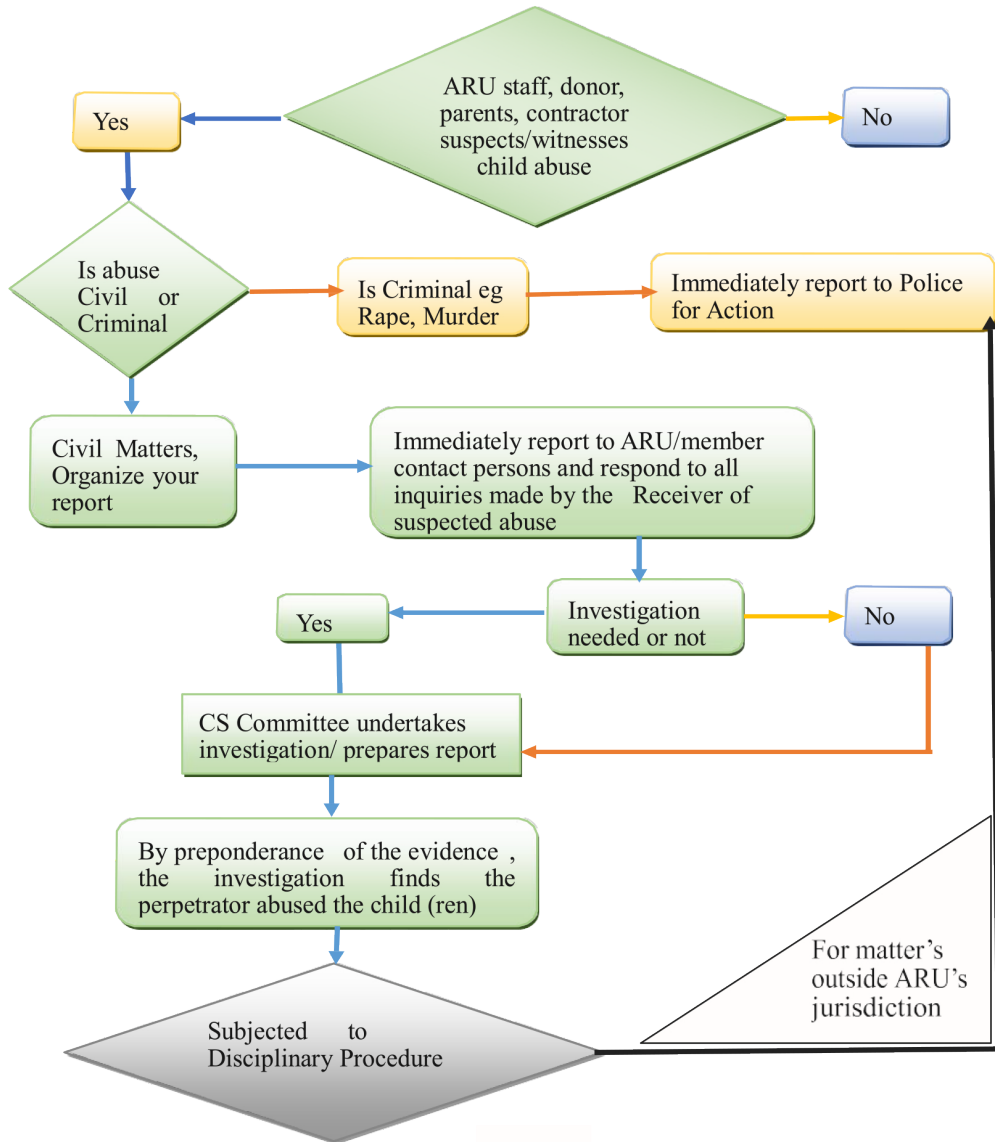 ARU staff, donor,
parents, contractor
suspects/witnesses
child abuse
Yes
No
Is abuse
Civil or
Criminal
Is Criminal eg
Rape, Murder
Immediately report to Police
for Action
Civil Matters,
Organize your
report
Immediately report to ARU/member
contact persons and respond to all
inquiries made by the Receiver of
suspected abuse
Investigation
needed or not
Yes
No
CS Committee undertakes
investigation/ prepares report
By preponderance of the evidence ,
the investigation finds the
perpetrator abused the child (ren)
For matter's
outside ARU's
jurisdiction
Subjected to
Disciplinary Procedure